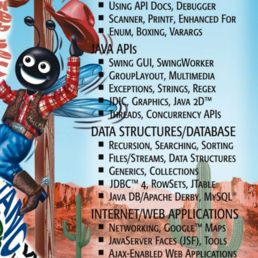 ▪ USING API DOCS, DEBUGGER
▪ SCANNER, PRINTF, ENHANCED FOR
▪ ENUM, BOXING, VARARGS
JAVA APIS
▪ SWING GUI, SWINGWORKER
▪ GROUPLAYOUT, MULTIMEDIA
▪ EXCEPTIONS, STRINGS, REGEX
▪ JDIC, GRAPHICS, JAVA 2D™
▪ THREADS, CONCURRENCY APIS
DATA STRUCTURES/DATABASE
▪ RECURSION, SEARCHING, SORTING
▪ FILES/STREAMS, DATA STRUCTURES
▪ GENERICS, COLLECTIONS
▪ JDBC™ 4, ROWSETS, JTABLE
▪ JAVA DB/APACHE DERBY, MYSQL®
INTERNET/WEB APPLICATIONS
▪ NETWORKING, GOOGLE™ MAPS
▪ JAVASERVER FACES (JSF), TOOLS
▪ AJAX-ENABLED WEB APPLICATIONS